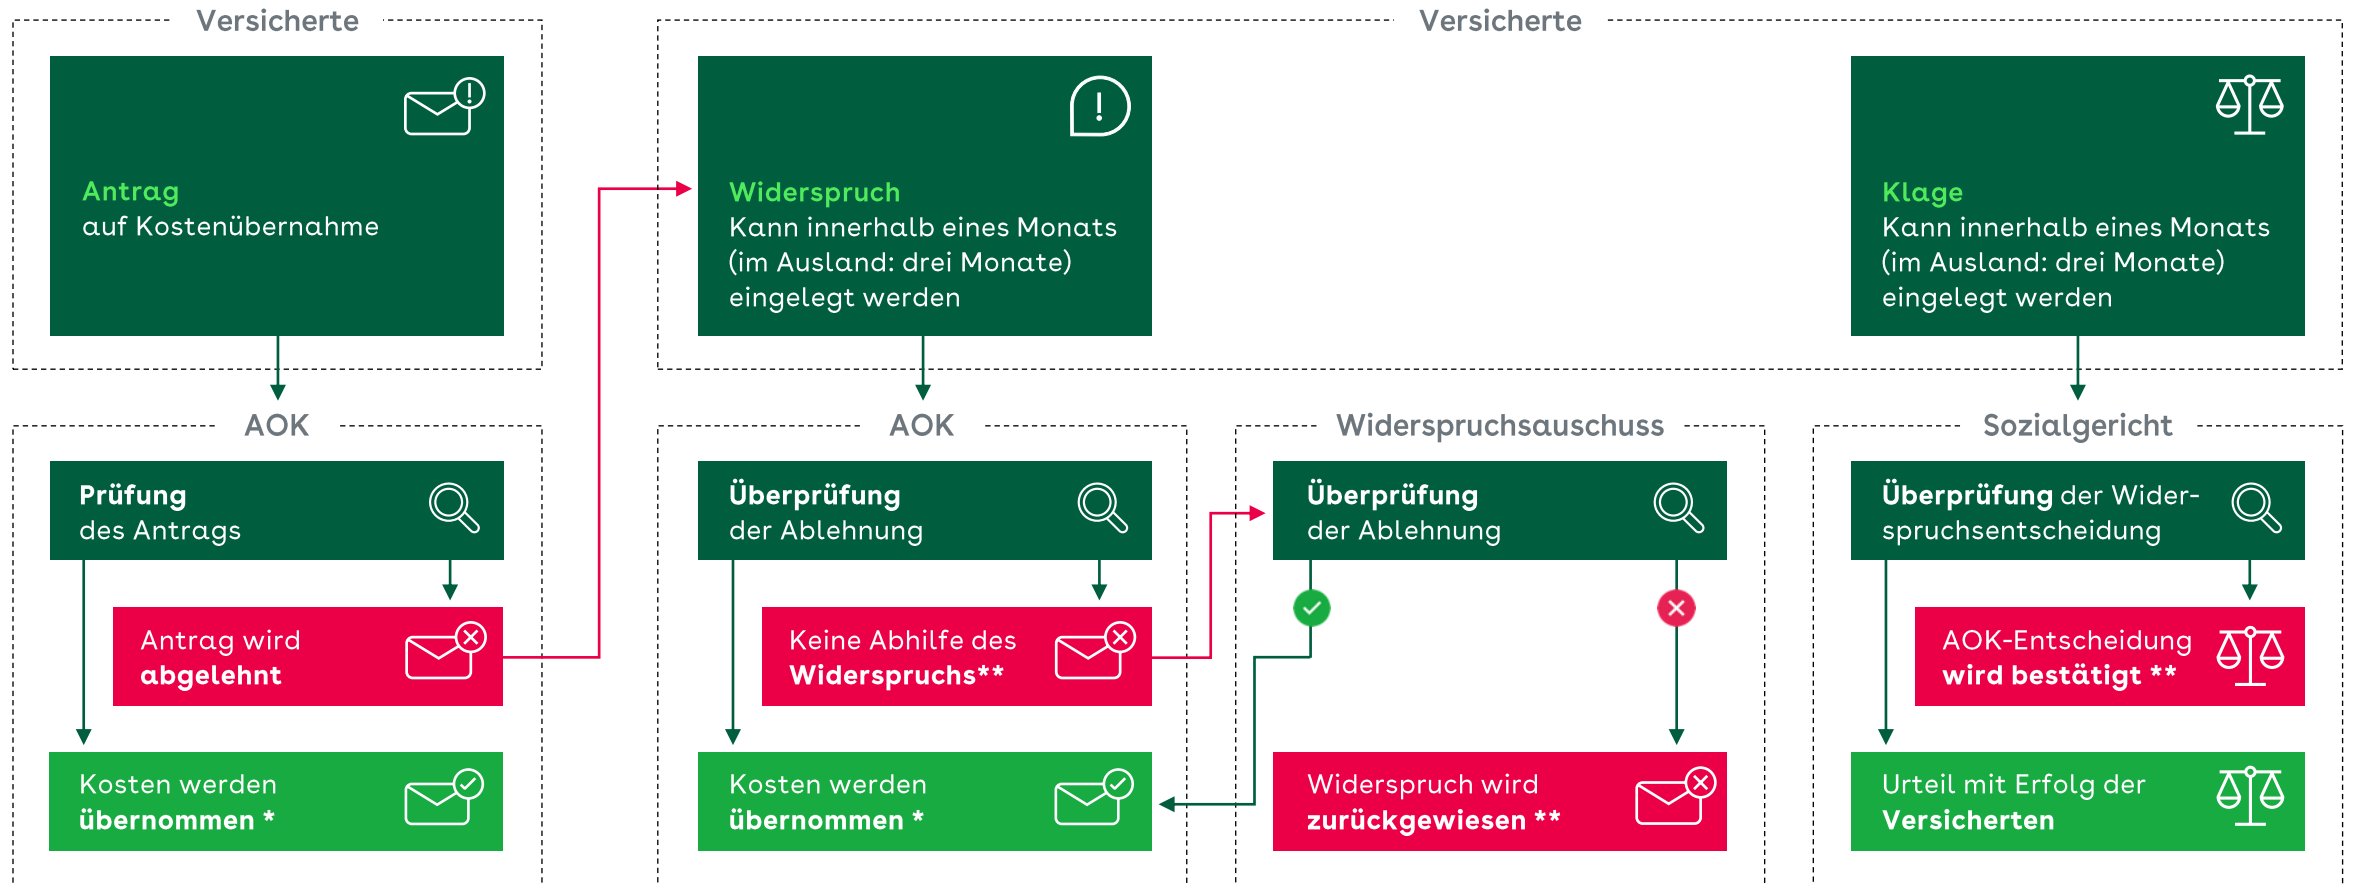 Versicherte
Antrag
auf Kostenübernahme
Versicherte
Widerspruch
Kann innerhalb eines Monats
(im Ausland: drei Monate)
eingelegt werden
Klage
Kann innerhalb eines Monats
(im Ausland: drei Monate)
eingelegt werden
AOK
Prüfung
des Antrags
Antrag wird
abgelehnt
Kosten werden
übernommen *
AOK
Überprüfung
der Ablehnung
Keine Abhilfe des
Widerspruchs**
Kosten werden
übernommen *
Widerspruchsauschuss
Überprüfung
der Ablehnung
Widerspruch wird
zurückgewiesen **
Sozialgericht
Überprüfung der Wider-
spruchsentscheidung
AOK-Entscheidung
wird bestätigt **
Urteil mit Erfolg der
Versicherten